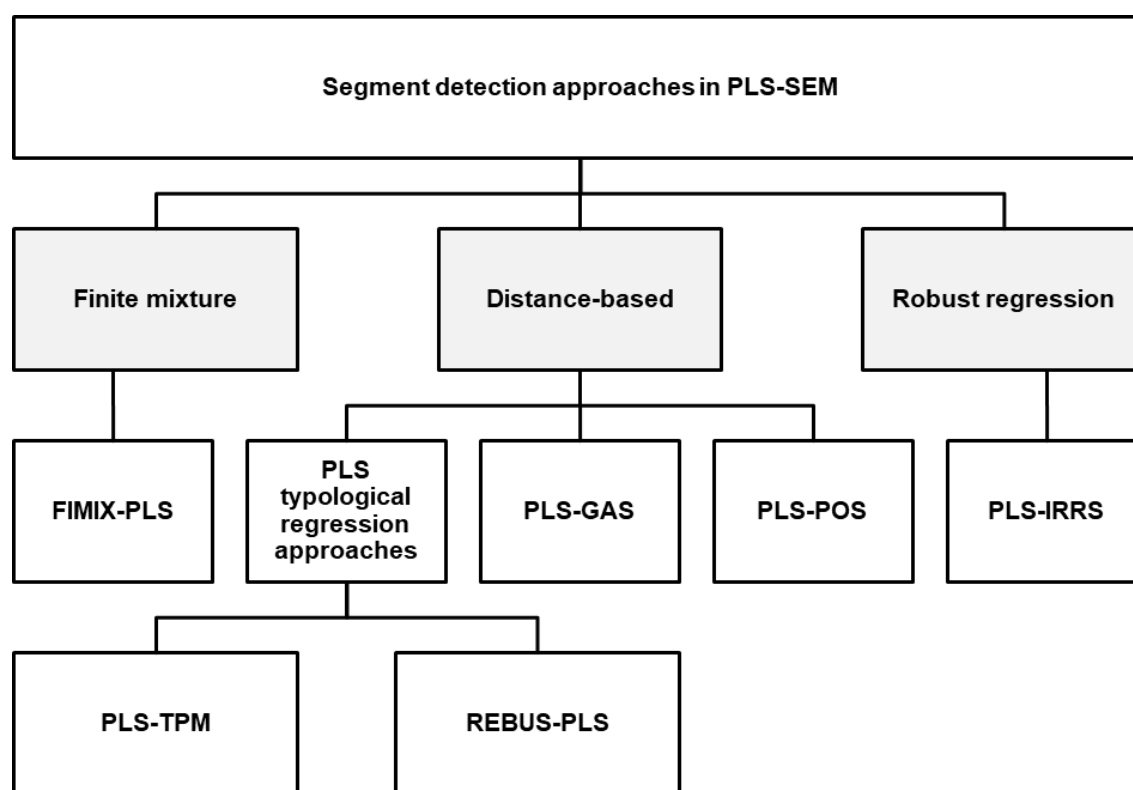 Segment detection approaches in PLS-SEM
Finite mixture
Distance-based
Robust regression
FIMIX-PLS
PLS
typological
regression
approaches
PLS-GAS
PLS-POS
PLS-IRRS
PLS-TPM
REBUS-PLS